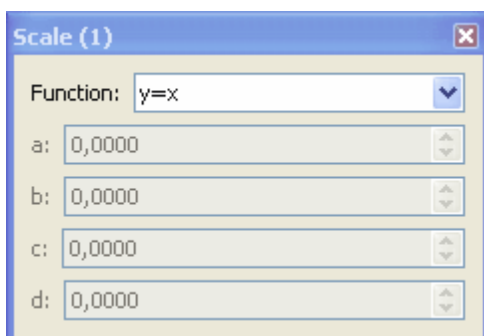 Scale (1)
Function: y=x
a: 0,0000
b: 0,0000
c: 0,0000
d: 0,0000